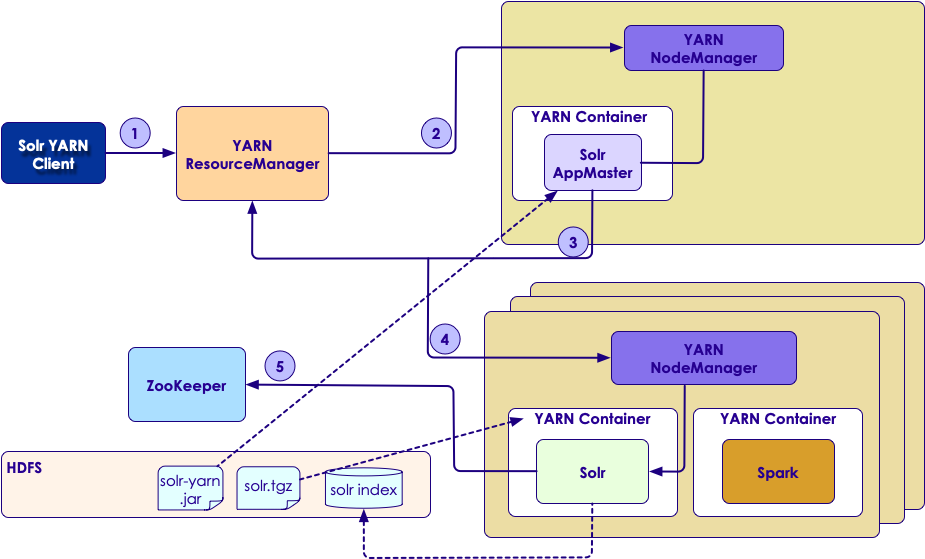 YARN
NodeManager
YARN Container
Solr
AppMaster
Solr YARN
Client
1
YARN
ResourceManager
2
3
4
YARN
NodeManager
ZooKeeper
5
YARN Container
Solr
YARN Container
Spark
HDFS
solr-yarn
.jar
solr.tgz
solr index